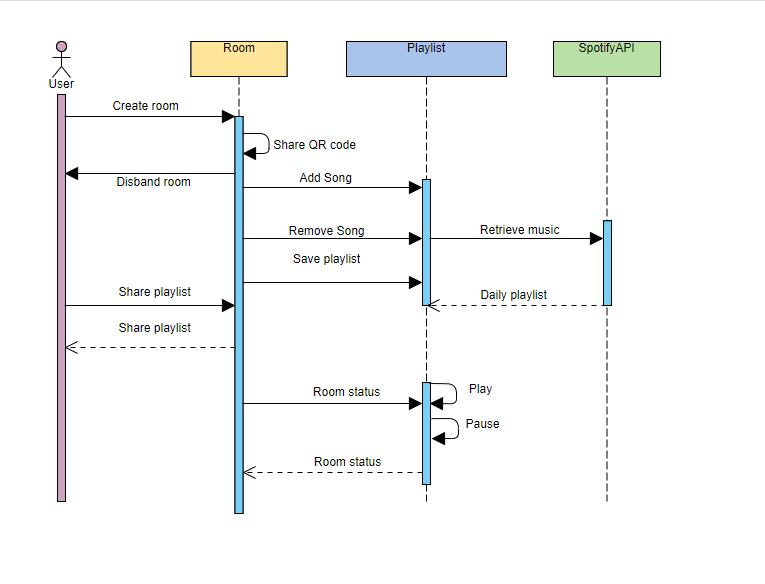 Room
Playlist
SpotifyAPI
User
Create room
Share QR code
Disband room
Add Song
Remove Song
Retrieve music
Save playlist
Share playlist
Daily playlist
Share playlist
Room status
Play
Pause
Room status